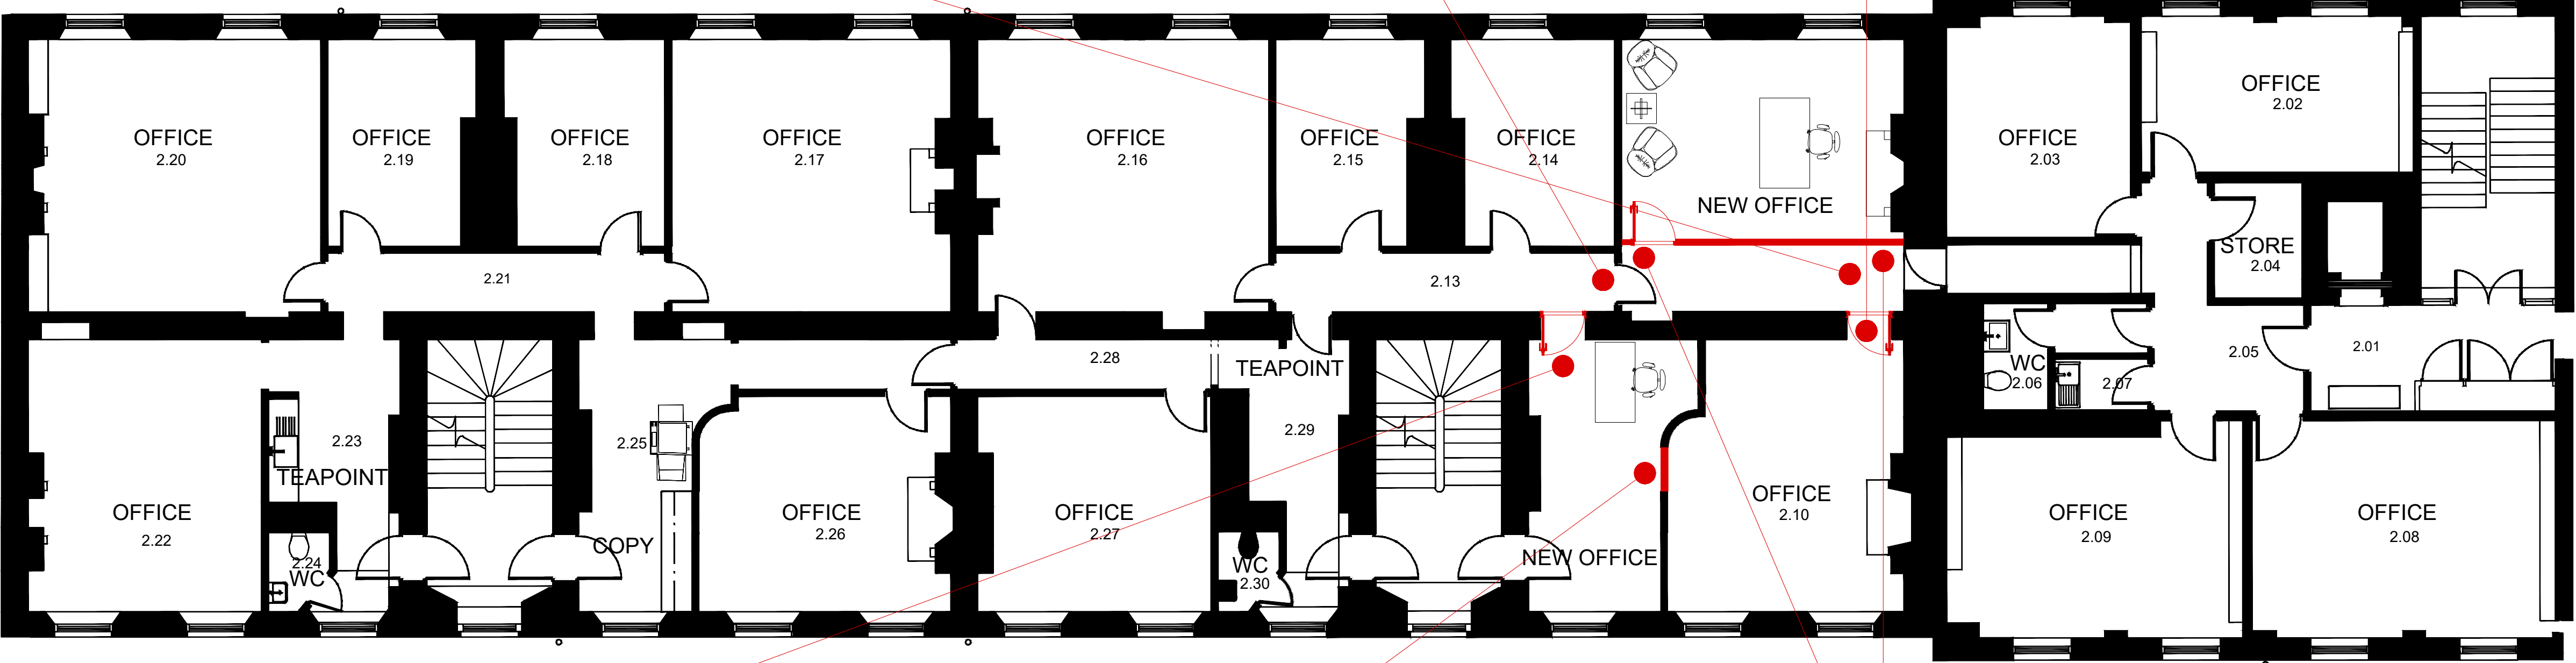 OFFICE
2.20
OFFICE
2.19
OFFICE
2.18
OFFICE
2.17
OFFICE
2.16
OFFICE
2.15
OFFICE
2.14
NEW OFFICE
OFFICE
2.03
OFFICE
2.02
STORE
2.04
2.21
2.13
2.28
TEAPOINT
2.29
2.05
2.01
WC
2.06
2.07
2.23
TEAPOINT
2.25
COPY
OFFICE
2.22
2.24
WC
OFFICE
2.26
OFFICE
2.27
WC
2.30
NEW OFFICE
OFFICE
2.10
OFFICE
2.09
OFFICE
2.08